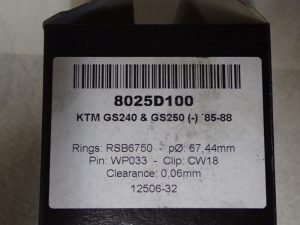 8025D100
KTM GS240 & GS250 (-) ´85-88
Rings: RSB6750 - pØ: 67,44mm
Pin: WP033 - Clip: CW18
Clearance: 0,06mm
12506-32